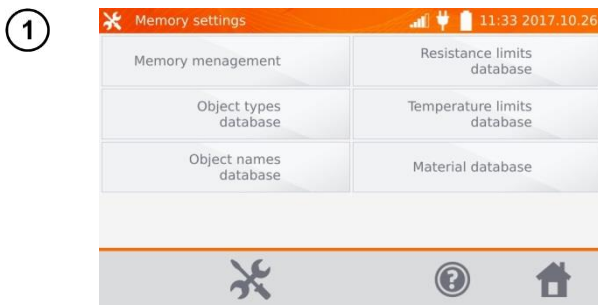 1
Memory settings
11:33 2017.10.26
Memory menagement
Resistance limits
database
Object types
database
Temperature limits
database
Object names
database
Material database
?